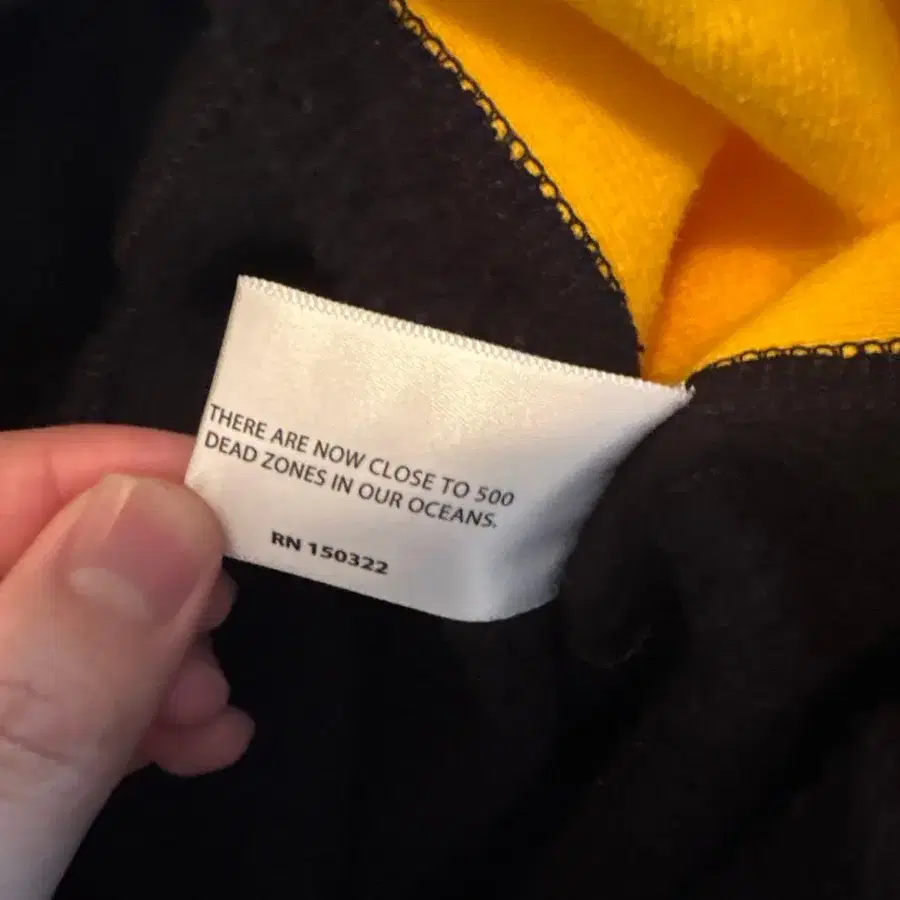 THERE ARE NOW CLOSE TO 500
DEAD ZONES IN OUR OCEANS.
RN 150322